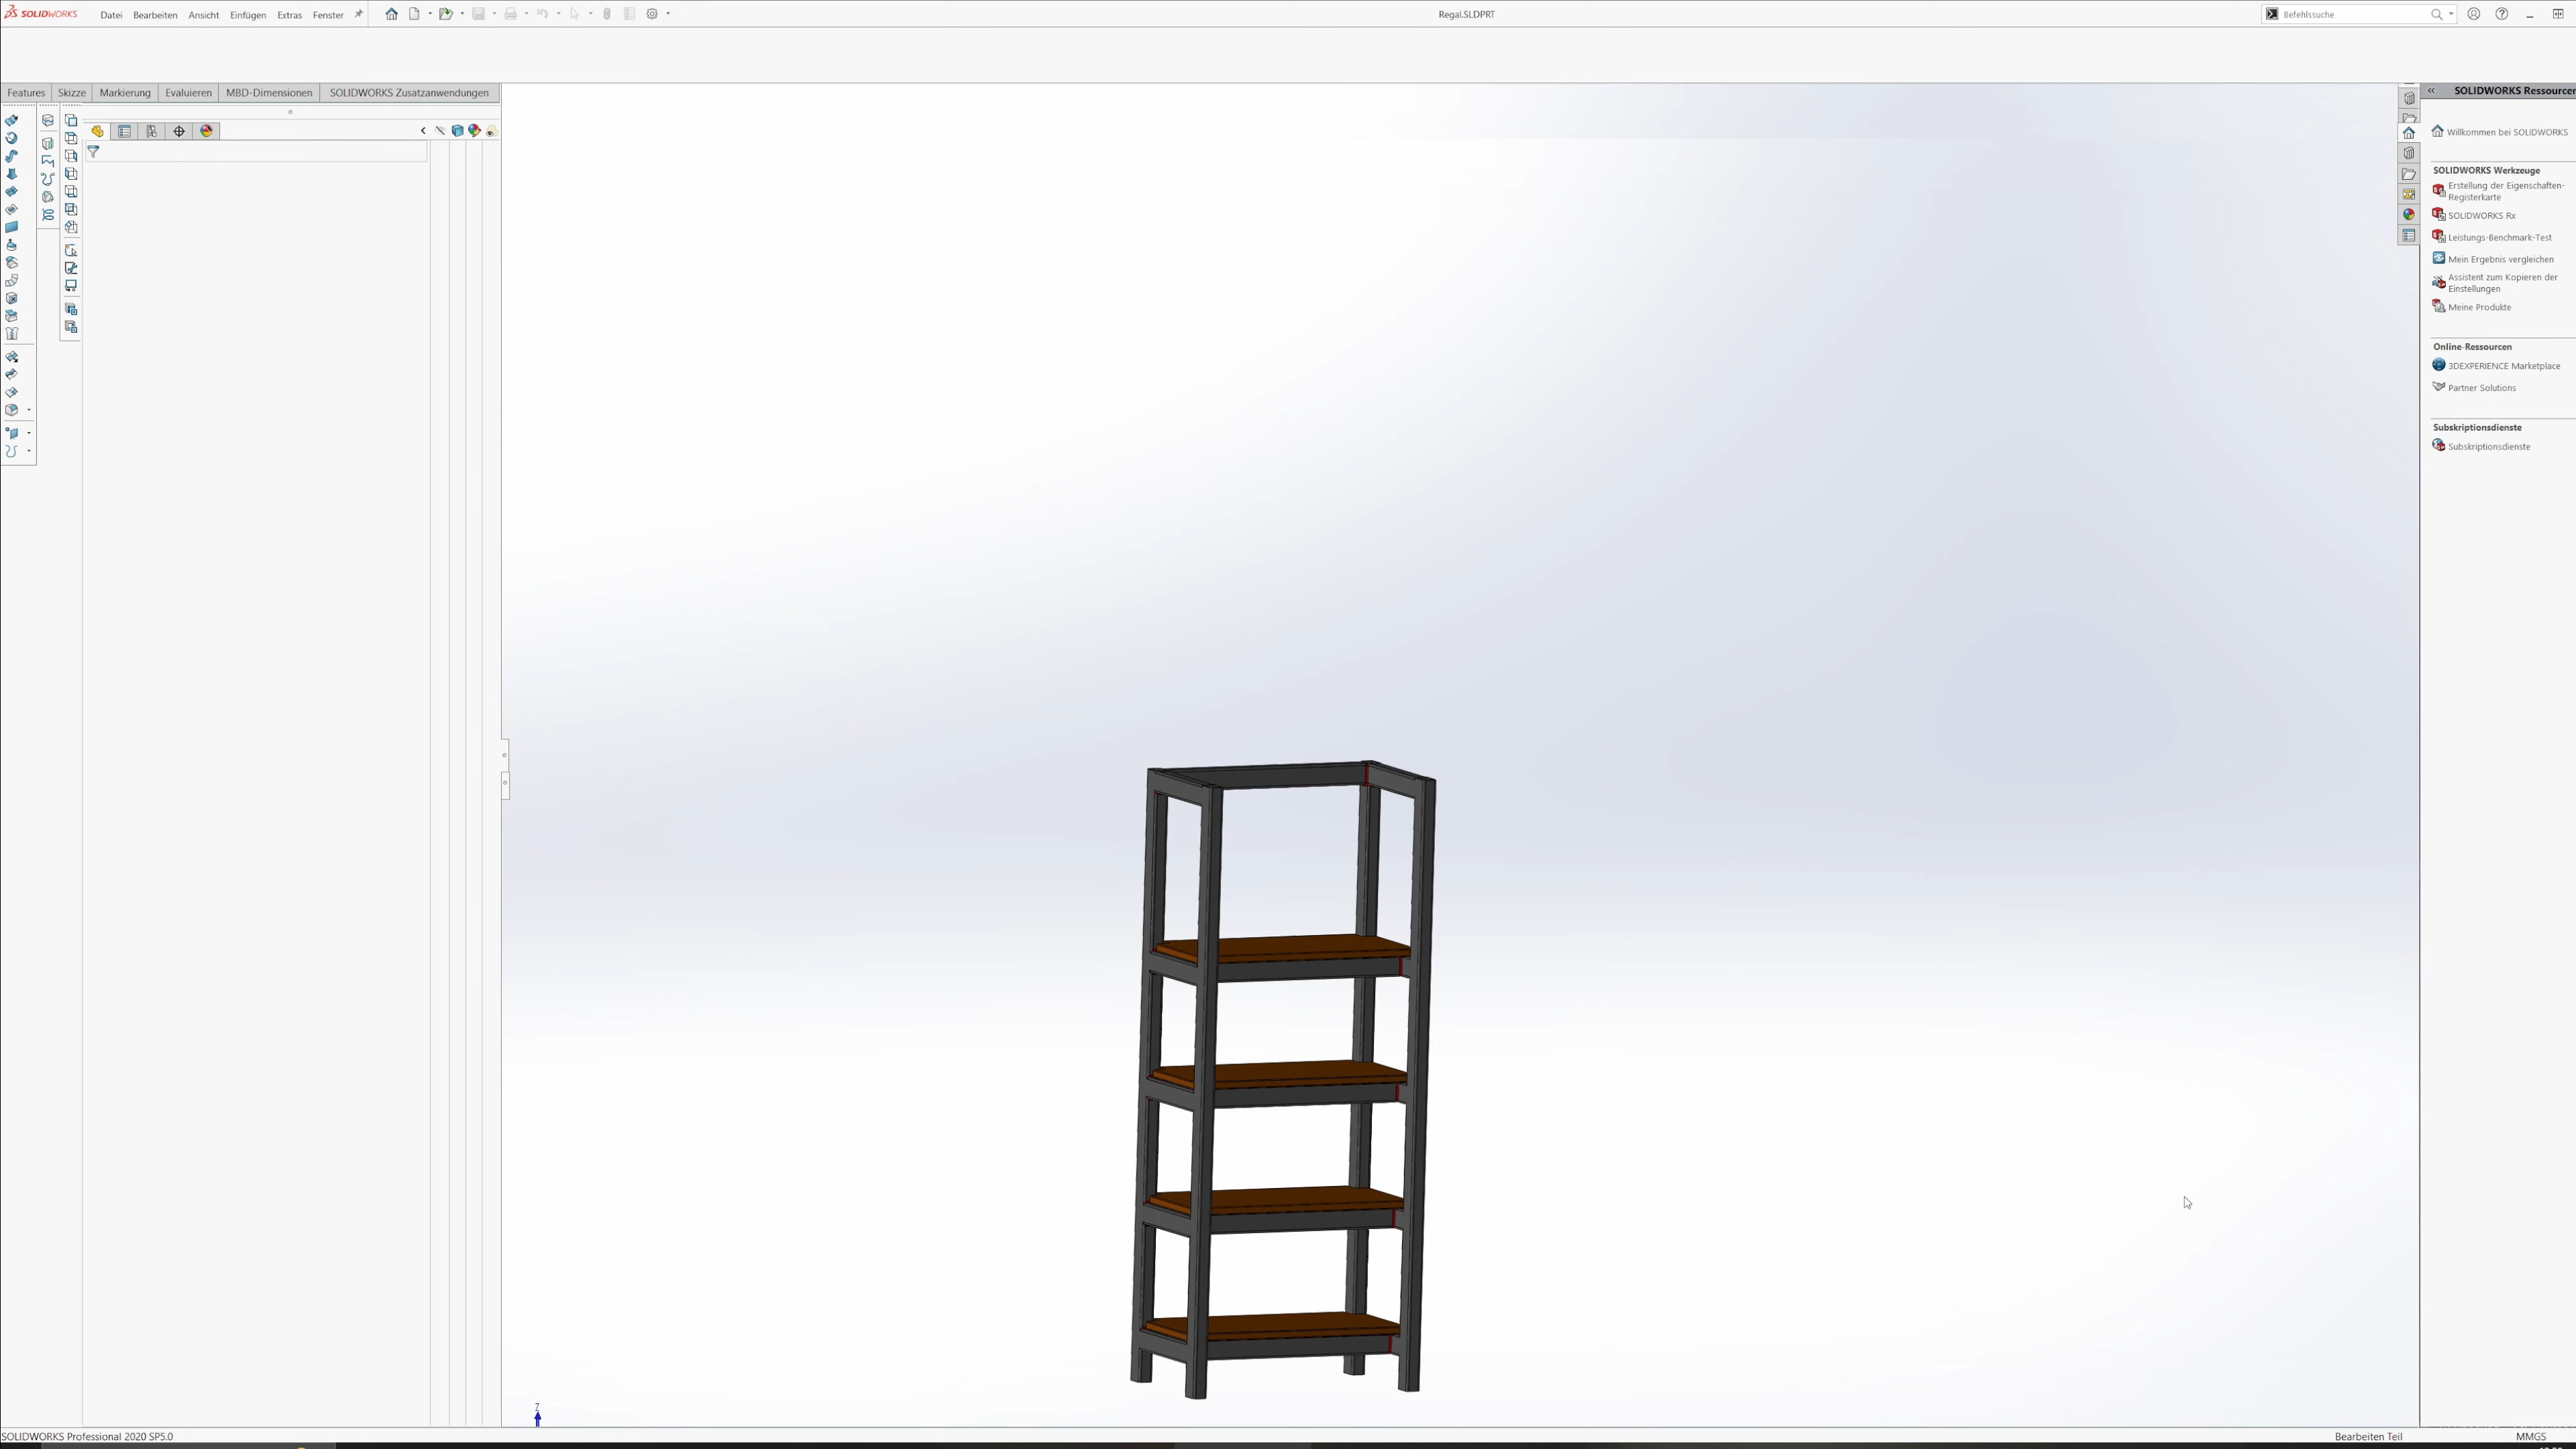 SOLIDWORKS
Datei Bearbeiten Ansicht Einfügen Extras Fenster
Regal.SLDPRT
Befehlssuche
Features Skizze Markierung Evaluieren MBD-Dimensionen SOLIDWORKS Zusatzanwendungen
SOLIDWORKS Ressourcen
Willkommen bei SOLIDWORKS
SOLIDWORKS Werkzeuge
Erstellung der Eigenschaften-
Registerkarte
SOLIDWORKS Rx
Leistungs-Benchmark-Test
Mein Ergebnis vergleichen
Assistent zum Kopieren der
Einstellungen
Meine Produkte
Online-Ressourcen
3DEXPERIENCE Marketplace
Partner Solutions
Subskriptionsdienste
Subskriptionsdienste
Z
SOLIDWORKS Professional 2020 SP5.0
Bearbeiten Teil
MMGS